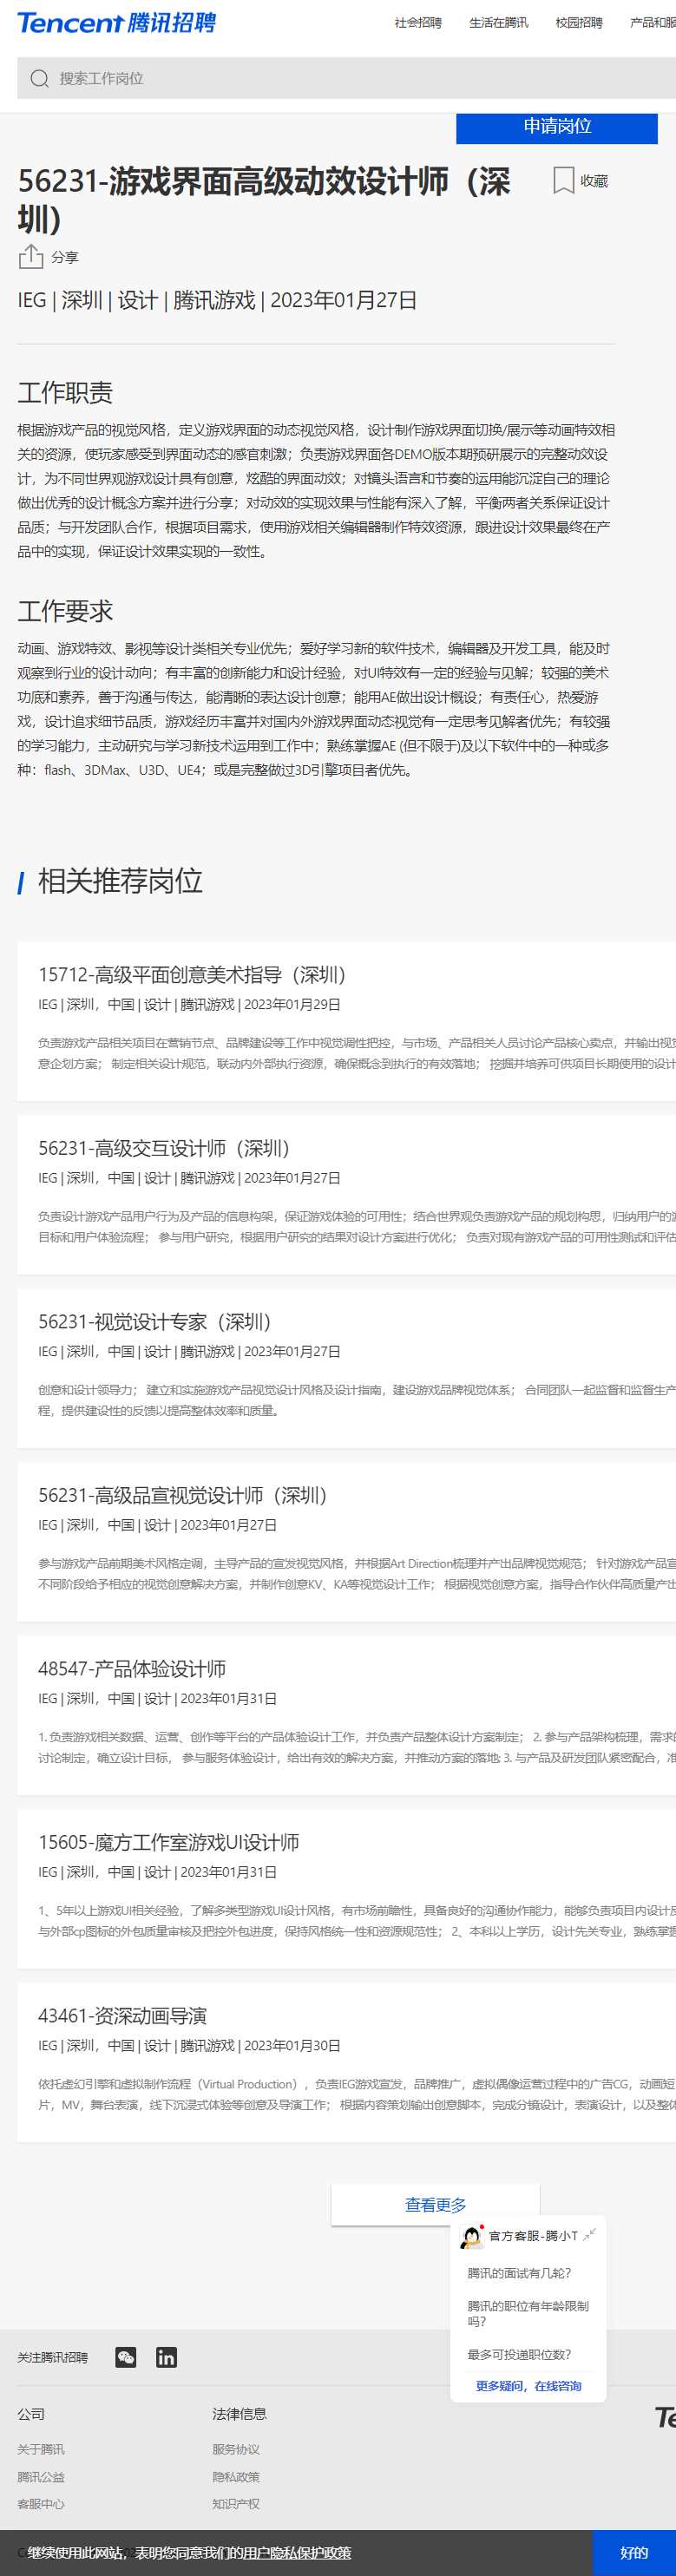 Tencent 腾讯招聘
社会招聘 生活在腾讯 校园招聘 产品和服
搜索工作岗位
申请岗位
56231-游戏界面高级动效设计师（深
圳）
收藏
分享
IEG | 深圳 | 设计 | 腾讯游戏 | 2023年01月27日
工作职责
根据游戏产品的视觉风格，定义游戏界面的动态视觉风格，设计制作游戏界面切换/展示等动画特效相
关的资源，使玩家感受到界面动态的感官刺激；负责游戏界面各DEMO版本期预研展示的完整动效设
计，为不同世界观游戏设计具有创意，炫酷的界面动效；对镜头语言和节奏的运用能沉淀自己的理论
做出优秀的设计概念方案并进行分享；对动效的实现效果与性能有深入了解，平衡两者关系保证设计
品质；与开发团队合作，根据项目需求，使用游戏相关编辑器制作特效资源，跟进设计效果最终在产
品中的实现，保证设计效果实现的一致性。
工作要求
动画、游戏特效、影视等设计类相关专业优先；爱好学习新的软件技术，编辑器及开发工具，能及时
观察到行业的设计动向；有丰富的创新能力和设计经验，对UI特效有一定的经验与见解；较强的美术
功底和素养，善于沟通与传达，能清晰的表达设计创意；能用AE做出设计概设；有责任心，热爱游
戏，设计追求细节品质，游戏经历丰富并对国内外游戏界面动态视觉有一定思考见解者优先；有较强
的学习能力，主动研究与学习新技术运用到工作中；熟练掌握AE (但不限于)及以下软件中的一种或多
种：flash、3DMax、U3D、UE4；或是完整做过3D引擎项目者优先。
相关推荐岗位
15712-高级平面创意美术指导（深圳）
IEG | 深圳，中国 | 设计 | 腾讯游戏 | 2023年01月29日
负责游戏产品相关项目在营销节点、品牌建设等工作中视觉调性把控，与市场、产品相关人员讨论产品核心卖点，并输出视觉
意企划方案； 制定相关设计规范，联动内外部执行资源，确保概念到执行的有效落地； 挖掘并培养可供项目长期使用的设计
56231-高级交互设计师（深圳）
IEG | 深圳，中国 | 设计 | 腾讯游戏 | 2023年01月27日
负责设计游戏产品用户行为及产品的信息构架，保证游戏体验的可用性；结合世界观负责游戏产品的规划构思，归纳用户的游
目标和用户体验流程； 参与用户研究，根据用户研究的结果对设计方案进行优化； 负责对现有游戏产品的可用性测试和评估
56231-视觉设计专家（深圳）
IEG | 深圳，中国 | 设计 | 腾讯游戏 | 2023年01月27日
创意和设计领导力； 建立和实施游戏产品视觉设计风格及设计指南，建设游戏品牌视觉体系； 合同团队一起监督和监督生产
程，提供建设性的反馈以提高整体效率和质量。
56231-高级品宣视觉设计师（深圳）
IEG | 深圳，中国 | 设计 | 2023年01月27日
参与游戏产品前期美术风格定调，主导产品的宣发视觉风格，并根据Art Direction梳理并产出品牌视觉规范； 针对游戏产品宣
不同阶段给予相应的视觉创意解决方案，并制作创意KV、KA等视觉设计工作； 根据视觉创意方案，指导合作伙伴高质量产出
48547-产品体验设计师
IEG | 深圳，中国 | 设计 | 2023年01月31日
1. 负责游戏相关数据、运营、创作等平台的产品体验设计工作，并负责产品整体设计方案制定； 2. 参与产品架构梳理，需求的
讨论制定，确立设计目标， 参与服务体验设计，给出有效的解决方案，并推动方案的落地; 3. 与产品及研发团队紧密配合，准
15605-魔方工作室游戏UI设计师
IEG | 深圳，中国 | 设计 | 2023年01月31日
1、5年以上游戏UI相关经验，了解多类型游戏UI设计风格，有市场前瞻性，具备良好的沟通协作能力，能够负责项目内设计反
与外部cp图标的外包质量审核及把控外包进度，保持风格统一性和资源规范性； 2、本科以上学历，设计先关专业，熟练掌握
43461-资深动画导演
IEG | 深圳，中国 | 设计 | 腾讯游戏 | 2023年01月30日
依托虚幻引擎和虚拟制作流程（Virtual Production），负责IEG游戏宣发，品牌推广，虚拟偶像运营过程中的广告CG，动画短
片，MV，舞台表演，线下沉浸式体验等创意及导演工作； 根据内容策划输出创意脚本，完成分镜设计，表演设计，以及整体
查看更多
官方客服-腾小T
腾讯的面试有几轮？
腾讯的职位有年龄限制
吗？
最多可投递职位数？
更多疑问，在线咨询
关注腾讯招聘
公司 法律信息
关于腾讯 服务协议
腾讯公益 隐私政策
客服中心 知识产权
继续使用此网站，表明您同意我们的用户隐私保护政策
好的